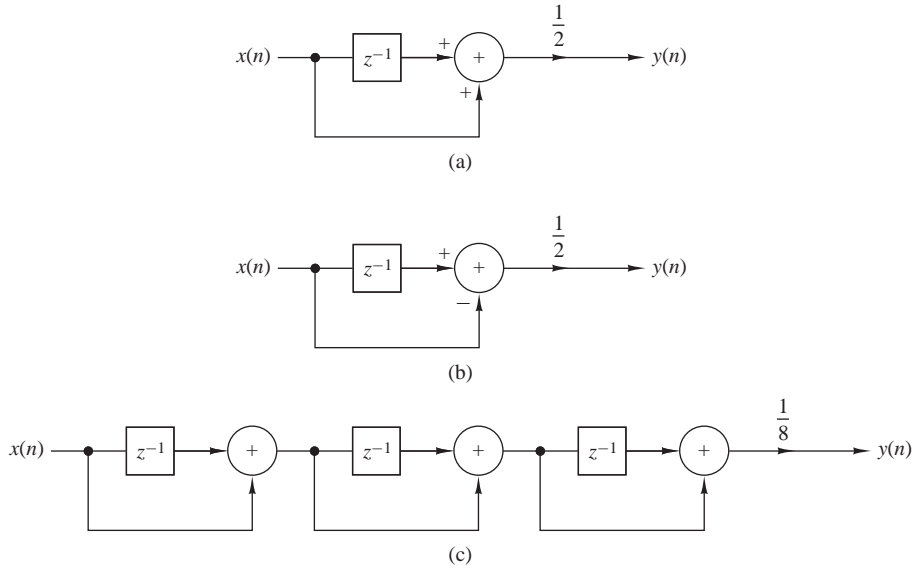 1/2
x(n) z⁻¹ + + y(n)
+
(a)
1/2
x(n) z⁻¹ + + y(n)
−
(b)
1/8
x(n) z⁻¹ + z⁻¹ + z⁻¹ + y(n)
(c)